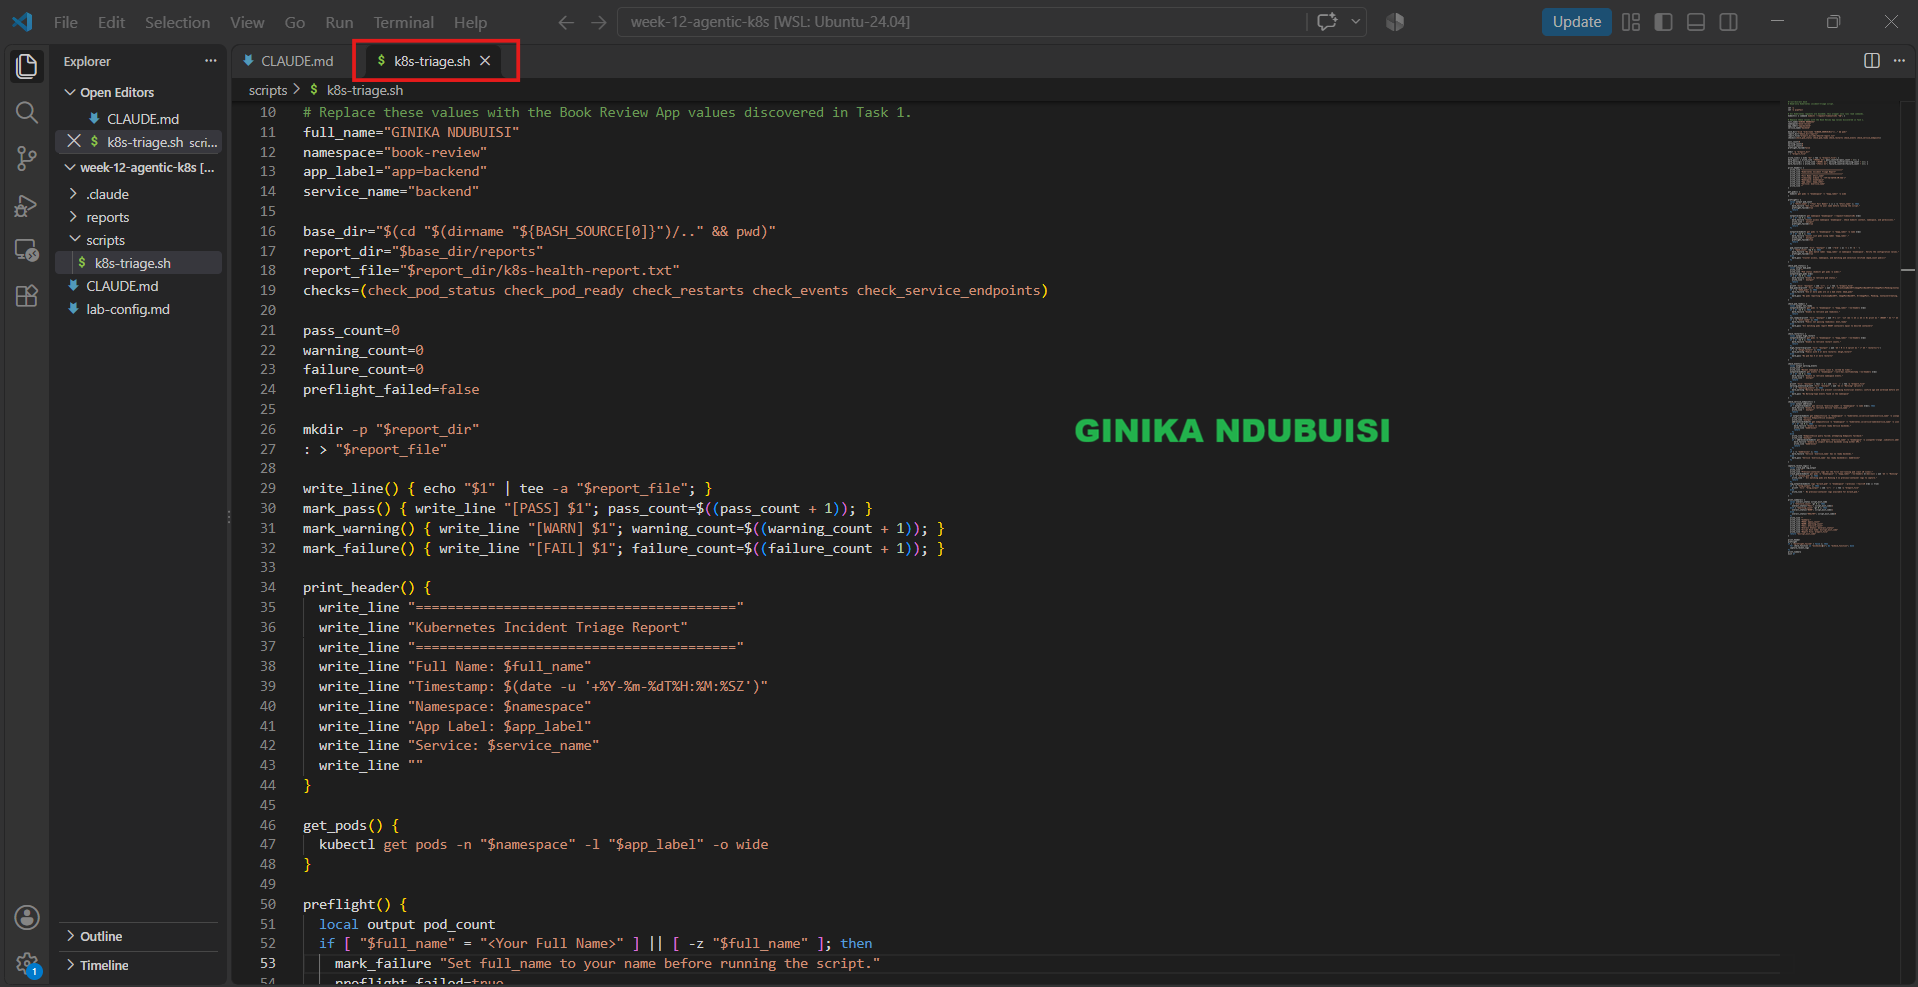 File Edit Selection View Go Run Terminal Help
week-12-agentic-k8s [WSL: Ubuntu-24.04]
Update
Explorer
Open Editors
CLAUDE.md
k8s-triage.sh scri...
week-12-agentic-k8s [...
.claude
reports
scripts
k8s-triage.sh
CLAUDE.md
lab-config.md
Outline
Timeline
1
CLAUDE.md
k8s-triage.sh
scripts > $ k8s-triage.sh
10 # Replace these values with the Book Review App values discovered in Task 1.
11 full_name="GINIKA NDUBUISI"
12 namespace="book-review"
13 app_label="app=backend"
14 service_name="backend"
15
16 base_dir="$(cd "$(dirname "${BASH_SOURCE[0]}")/.." && pwd)"
17 report_dir="$base_dir/reports"
18 report_file="$report_dir/k8s-health-report.txt"
19 checks=(check_pod_status check_pod_ready check_restarts check_events check_service_endpoints)
20
21 pass_count=0
22 warning_count=0
23 failure_count=0
24 preflight_failed=false
25
26 mkdir -p "$report_dir"
27 : > "$report_file"
28
29 write_line() { echo "$1" | tee -a "$report_file"; }
30 mark_pass() { write_line "[PASS] $1"; pass_count=$((pass_count + 1)); }
31 mark_warning() { write_line "[WARN] $1"; warning_count=$((warning_count + 1)); }
32 mark_failure() { write_line "[FAIL] $1"; failure_count=$((failure_count + 1)); }
33
34 print_header() {
35 write_line "========================================"
36 write_line "Kubernetes Incident Triage Report"
37 write_line "========================================"
38 write_line "Full Name: $full_name"
39 write_line "Timestamp: $(date -u '+%Y-%m-%dT%H:%M:%SZ')"
40 write_line "Namespace: $namespace"
41 write_line "App Label: $app_label"
42 write_line "Service: $service_name"
43 write_line ""
44 }
45
46 get_pods() {
47 kubectl get pods -n "$namespace" -l "$app_label" -o wide
48 }
49
50 preflight() {
51 local output pod_count
52 if [ "$full_name" = "<Your Full Name>" ] || [ -z "$full_name" ]; then
53 mark_failure "Set full_name to your name before running the script."
54 preflight_failed=true
GINIKA NDUBUISI